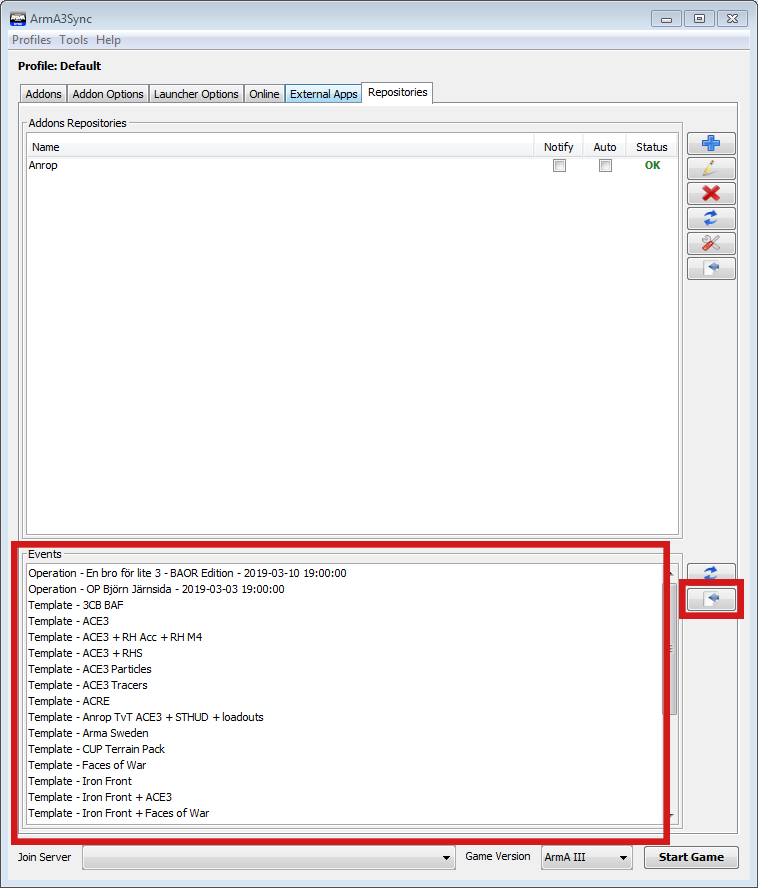 ArmA3Sync
Profiles Tools Help
Profile: Default
Addons Addon Options Launcher Options Online External Apps Repositories
Addons Repositories
Name Notify Auto Status
Anrop OK
Events
Operation - En bro för lite 3 - BAOR Edition - 2019-03-10 19:00:00
Operation - OP Björn Järnsida - 2019-03-03 19:00:00
Template - 3CB BAF
Template - ACE3
Template - ACE3 + RH Acc + RH M4
Template - ACE3 + RHS
Template - ACE3 Particles
Template - ACE3 Tracers
Template - ACRE
Template - Anrop TvT ACE3 + STHUD + loadouts
Template - Arma Sweden
Template - CUP Terrain Pack
Template - Faces of War
Template - Iron Front
Template - Iron Front + ACE3
Template - Iron Front + Faces of War
Join Server Game Version ArmA III Start Game